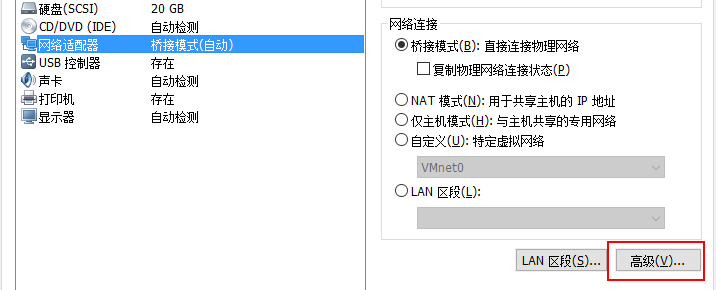 硬盘(SCSI) 20 GB
CD/DVD (IDE) 自动检测
网络适配器 桥接模式(自动)
USB 控制器 存在
声卡 自动检测
打印机 存在
显示器 自动检测
网络连接
桥接模式(B): 直接连接物理网络
复制物理网络连接状态(P)
NAT 模式(N): 用于共享主机的 IP 地址
仅主机模式(H): 与主机共享的专用网络
自定义(U): 特定虚拟网络
VMnet0
LAN 区段(L):
LAN 区段(S)... 高级(V)...